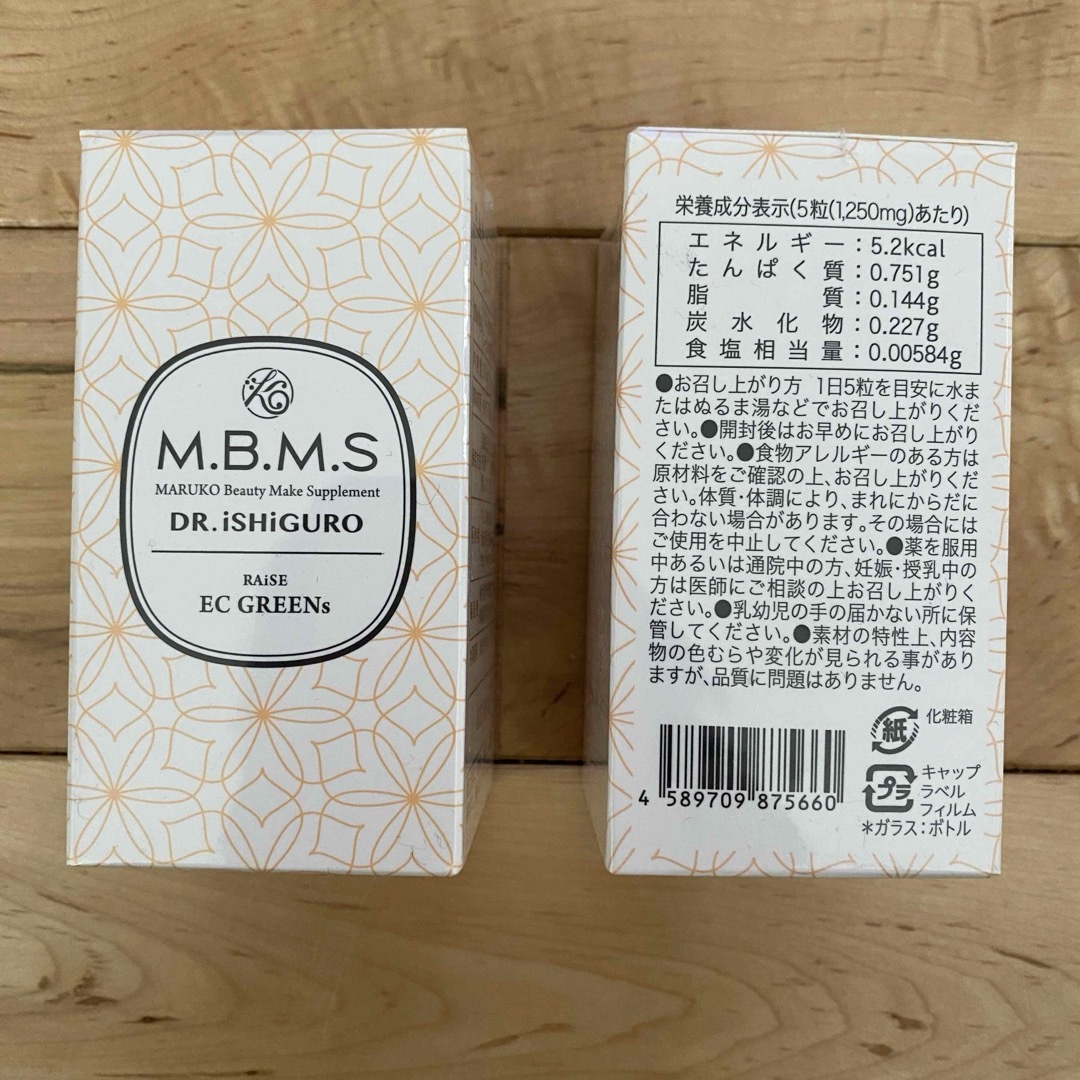 M.B.M.S
MARUKO Beauty Make Supplement
DR.iSHiGURO
RAiSE
EC GREENs
栄養成分表示(5粒(1,250mg)あたり)
エネルギー:5.2kcal
たんぱく質:0.751g
脂質:0.144g
炭水化物:0.227g
食塩相当量:0.00584g
●お召し上がり方 1日5粒を目安に水ま
たはぬるま湯などでお召し上がりくだ
さい。●開封後はお早めにお召し上がり
ください。●食物アレルギーのある方は
原材料をご確認の上、お召し上がりくだ
さい。体質・体調により、まれにからだに
合わない場合があります。その場合には
ご使用を中止してください。●薬を服用
中あるいは通院中の方、妊娠・授乳中の
方は医師にご相談の上お召し上がりく
ださい。●乳幼児の手の届かない所に保
管してください。●素材の特性上、内容
物の色むらや変化が見られる事があり
ますが、品質に問題はありません。
紙 化粧箱
プラ キャップ
ラベル
フィルム
*ガラス:ボトル
4 589709 875660